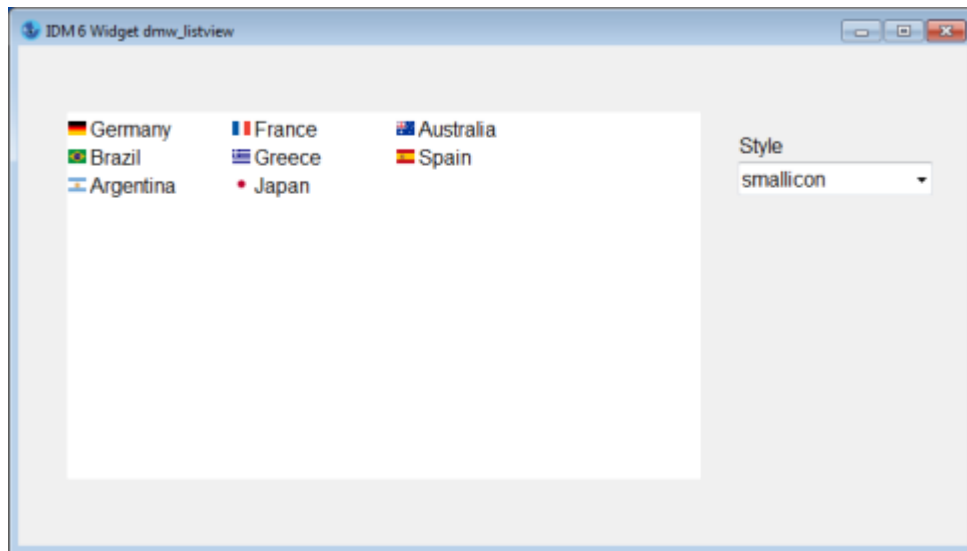 IDM 6 Widget dmw_listview
Germany France Australia
Brazil Greece Spain
Argentina Japan
Style
smallicon